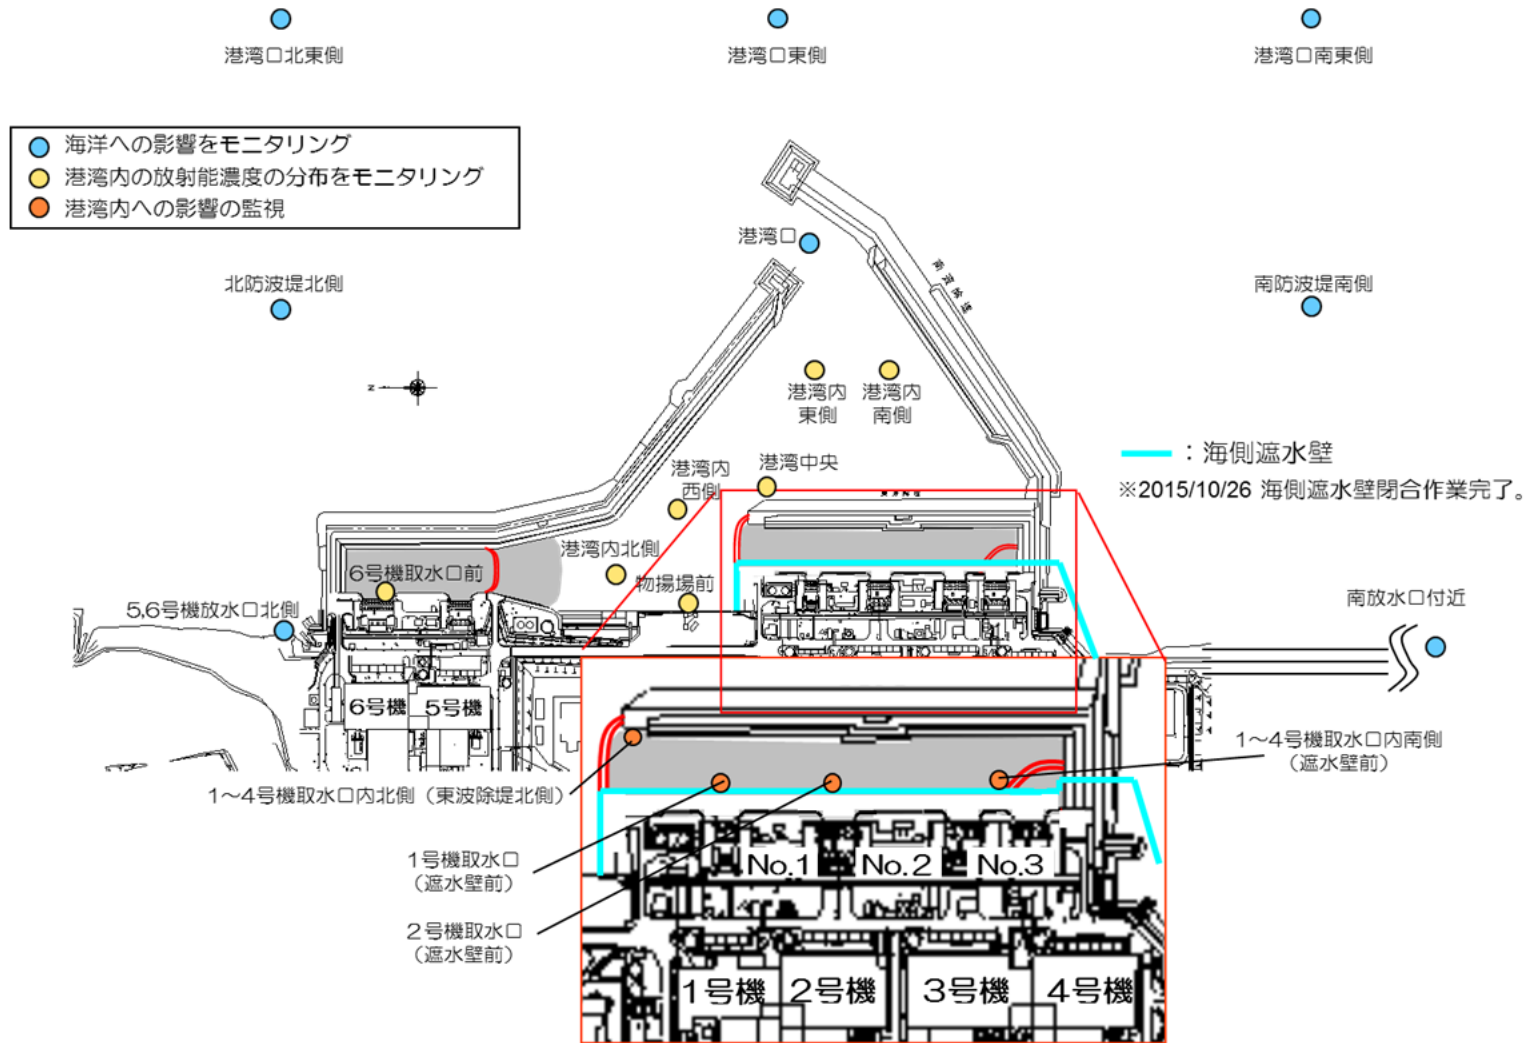 港湾口北東側
港湾口東側
港湾口南東側
海洋への影響をモニタリング
港湾内の放射能濃度の分布をモニタリング
港湾内への影響の監視
港湾口
北防波堤北側
南防波堤南側
N
港湾内
東側
港湾内
南側
：海側遮水壁
※2015/10/26 海側遮水壁閉合作業完了。
港湾内
西側
港湾中央
港湾内北側
6号機取水口前
物揚場前
5,6号機放水口北側
南放水口付近
6号機
5号機
1～4号機取水口内南側
（遮水壁前）
1～4号機取水口内北側（東波除堤北側）
1号機取水口
（遮水壁前）
2号機取水口
（遮水壁前）
No.1
No.2
No.3
1号機
2号機
3号機
4号機